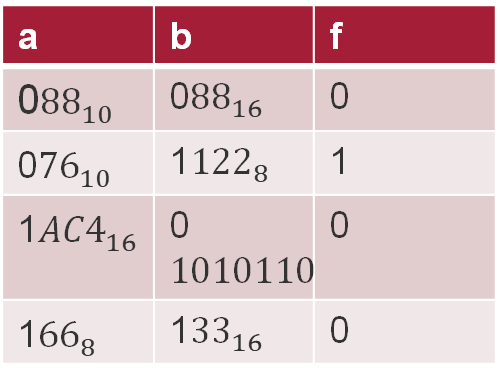 a b f
088₁₀ 088₁₆ 0
076₁₀ 1122₈ 1
1AC4₁₆ 0 0
1010110
166₈ 133₁₆ 0